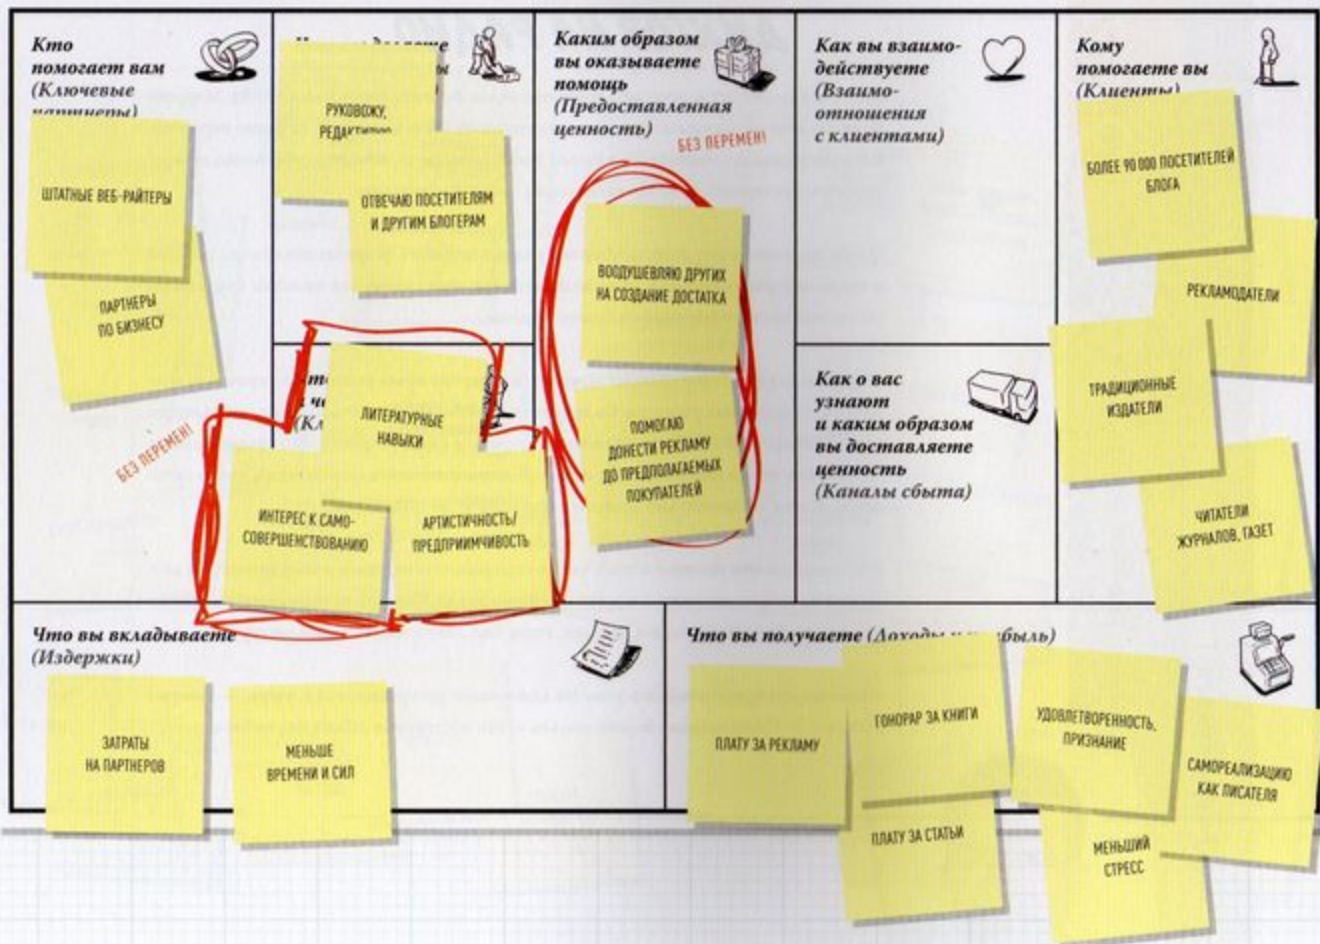 Кто
помогает вам
(Ключевые
партнеры)
ШТАТНЫЕ ВЕБ-РАЙТЕРЫ
ПАРТНЕРЫ
ПО БИЗНЕСУ
БЕЗ ПЕРЕМЕН!
РУКОВОЖУ,
РЕДАКТИРУЮ
ОТВЕЧАЮ ПОСЕТИТЕЛЯМ
И ДРУГИМ БЛОГЕРАМ
ЛИТЕРАТУРНЫЕ
НАВЫКИ
ИНТЕРЕС К САМО-
СОВЕРШЕНСТВОВАНИЮ
АРТИСТИЧНОСТЬ/
ПРЕДПРИИМЧИВОСТЬ
Каким образом
вы оказываете
помощь
(Предоставленная
ценность)
БЕЗ ПЕРЕМЕН!
ВООДУШЕВЛЯЮ ДРУГИХ
НА СОЗДАНИЕ ДОСТАТКА
ПОМОГАЮ
ДОНЕСТИ РЕКЛАМУ
ДО ПРЕДПОЛАГАЕМЫХ
ПОКУПАТЕЛЕЙ
Как вы взаимо-
действуете
(Взаимо-
отношения
с клиентами)
Как о вас
узнают
и каким образом
вы доставляете
ценность
(Каналы сбыта)
Кому
помогаете вы
(Клиенты)
БОЛЕЕ 90 000 ПОСЕТИТЕЛЕЙ
БЛОГА
РЕКЛАМОДАТЕЛИ
ТРАДИЦИОННЫЕ
ИЗДАТЕЛИ
ЧИТАТЕЛИ
ЖУРНАЛОВ, ГАЗЕТ
Что вы вкладываете
(Издержки)
ЗАТРАТЫ
НА ПАРТНЕРОВ
МЕНЬШЕ
ВРЕМЕНИ И СИЛ
Что вы получаете (Доходы и прибыль)
ПЛАТУ ЗА РЕКЛАМУ
ГОНОРАР ЗА КНИГИ
ПЛАТУ ЗА СТАТЬИ
УДОВЛЕТВОРЕННОСТЬ,
ПРИЗНАНИЕ
САМОРЕАЛИЗАЦИЮ
КАК ПИСАТЕЛЯ
МЕНЬШИЙ
СТРЕСС